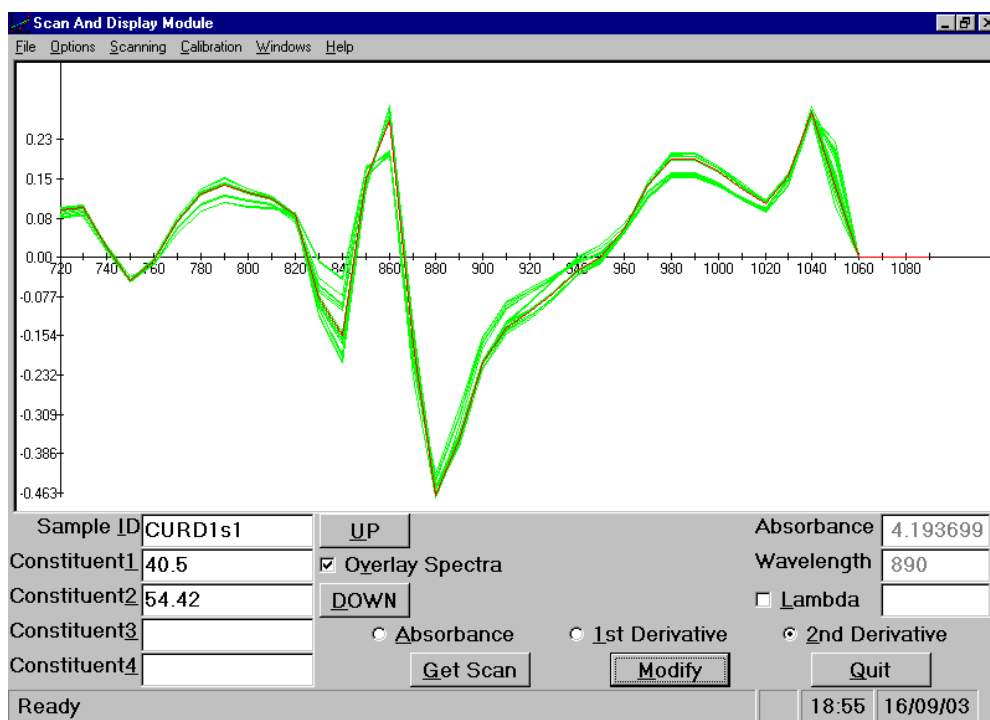 Scan And Display Module
File Options Scanning Calibration Windows Help
0.23
0.15
0.08
0.00
720 740 760 780 800 820 840 860 880 900 920 940 960 980 1000 1020 1040 1060 1080
-0.077
-0.154
-0.232
-0.309
-0.386
-0.463
Sample ID CURD1s1 UP Absorbance 4.193699
Constituent1 40.5 Overlay Spectra Wavelength 890
Constituent2 54.42 DOWN Lambda
Constituent3 Absorbance 1st Derivative 2nd Derivative
Constituent4 Get Scan Modify Quit
Ready 18:55 16/09/03